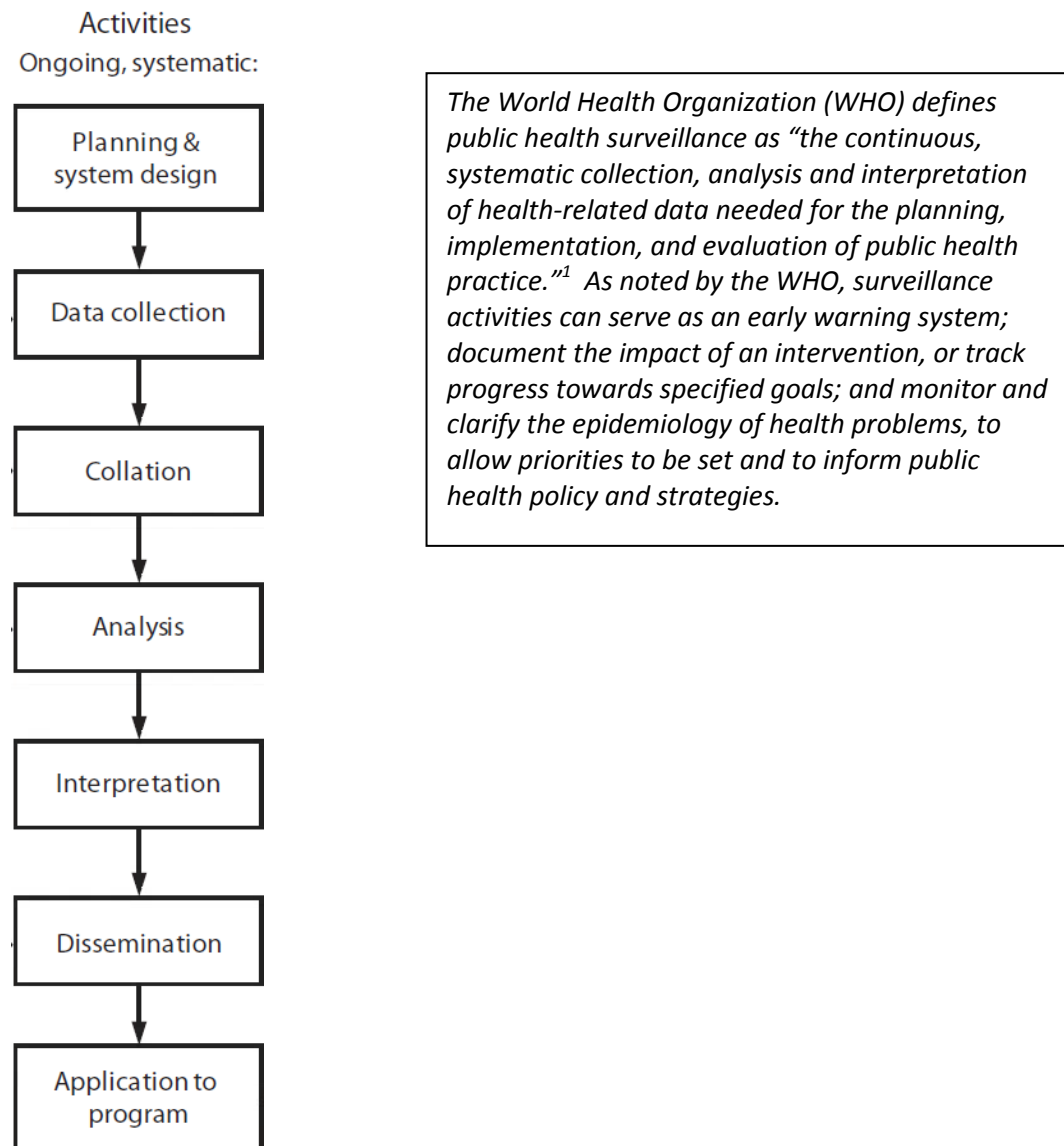 Activities
Ongoing, systematic:
Planning &
system design
Data collection
Collation
Analysis
Interpretation
Dissemination
Application to
program
The World Health Organization (WHO) defines
public health surveillance as “the continuous,
systematic collection, analysis and interpretation
of health-related data needed for the planning,
implementation, and evaluation of public health
practice.”1 As noted by the WHO, surveillance
activities can serve as an early warning system;
document the impact of an intervention, or track
progress towards specified goals; and monitor and
clarify the epidemiology of health problems, to
allow priorities to be set and to inform public
health policy and strategies.